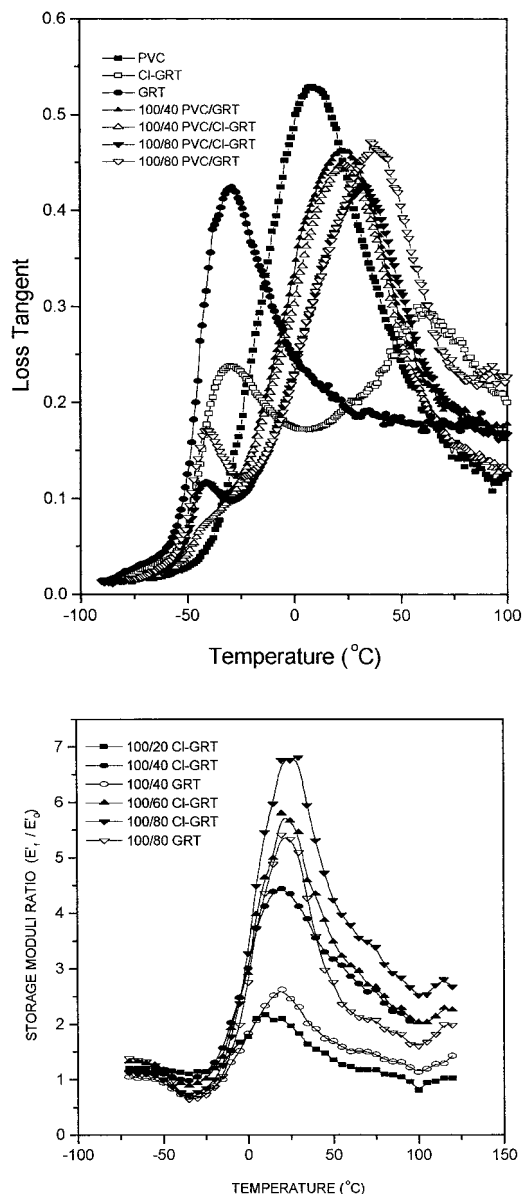 PVC
Cl-GRT
GRT
100/40 PVC/GRT
100/40 PVC/Cl-GRT
100/80 PVC/Cl-GRT
100/80 PVC/GRT
0.6
0.5
0.4
0.3
0.2
0.1
0.0
Loss Tangent
-100
-50
0
50
100
Temperature (°C)
100/20 Cl-GRT
100/40 Cl-GRT
100/40 GRT
100/60 Cl-GRT
100/80 Cl-GRT
100/80 GRT
7
6
5
4
3
2
1
0
STORAGE MODULI RATIO (E'r / E'o)
-100
-50
0
50
100
150
TEMPERATURE (°C)